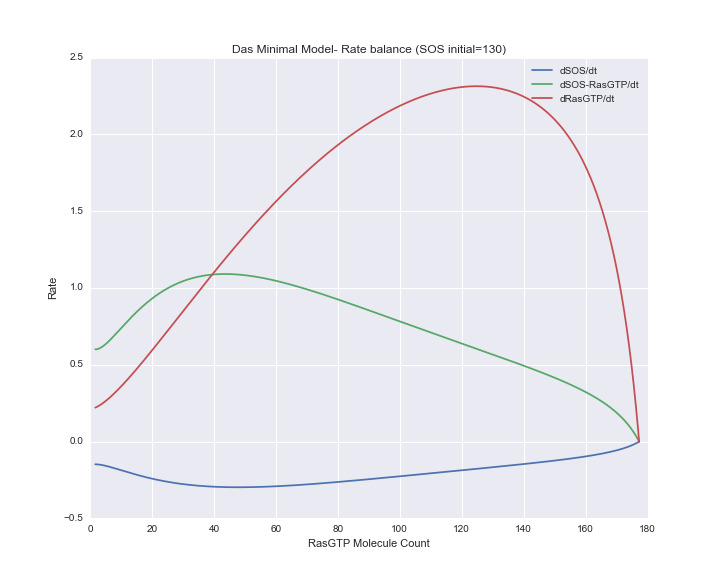 Das Minimal Model- Rate balance (SOS initial=130)
dSOS/dt
dSOS-RasGTP/dt
dRasGTP/dt
2.5
2.0
1.5
1.0
0.5
0.0
−0.5
Rate
0 20 40 60 80 100 120 140 160 180
RasGTP Molecule Count